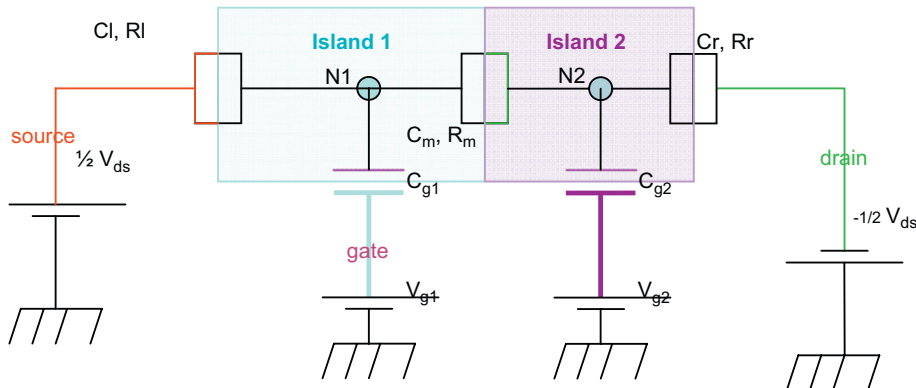 Cl, Rl
Island 1
Island 2
Cr, Rr
N1
N2
source
C_m, R_m
½ V_ds
C_g1
C_g2
drain
-1/2 V_ds
gate
V_g1
V_g2